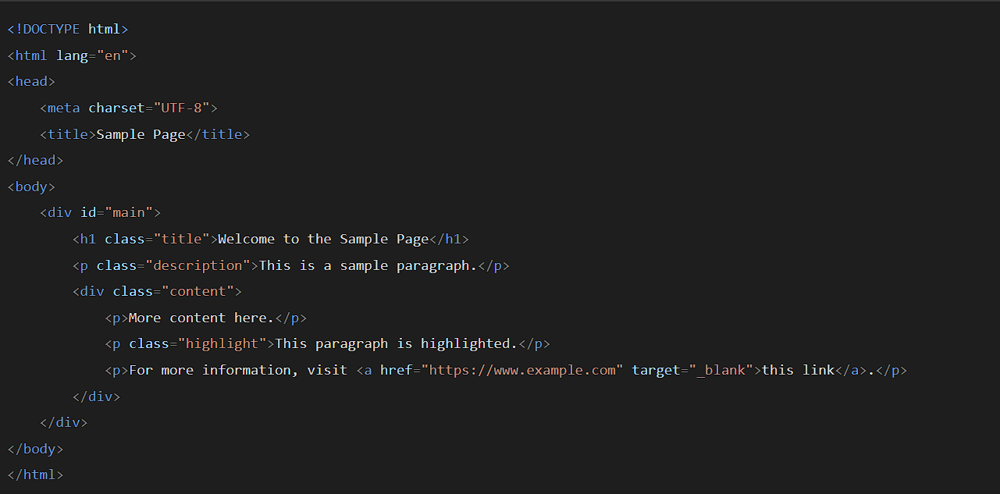 <!DOCTYPE html>
<html lang="en">
<head>
    <meta charset="UTF-8">
    <title>Sample Page</title>
</head>
<body>
    <div id="main">
        <h1 class="title">Welcome to the Sample Page</h1>
        <p class="description">This is a sample paragraph.</p>
        <div class="content">
            <p>More content here.</p>
            <p class="highlight">This paragraph is highlighted.</p>
            <p>For more information, visit <a href="https://www.example.com" target="_blank">this link</a>.</p>
        </div>
    </div>
</body>
</html>